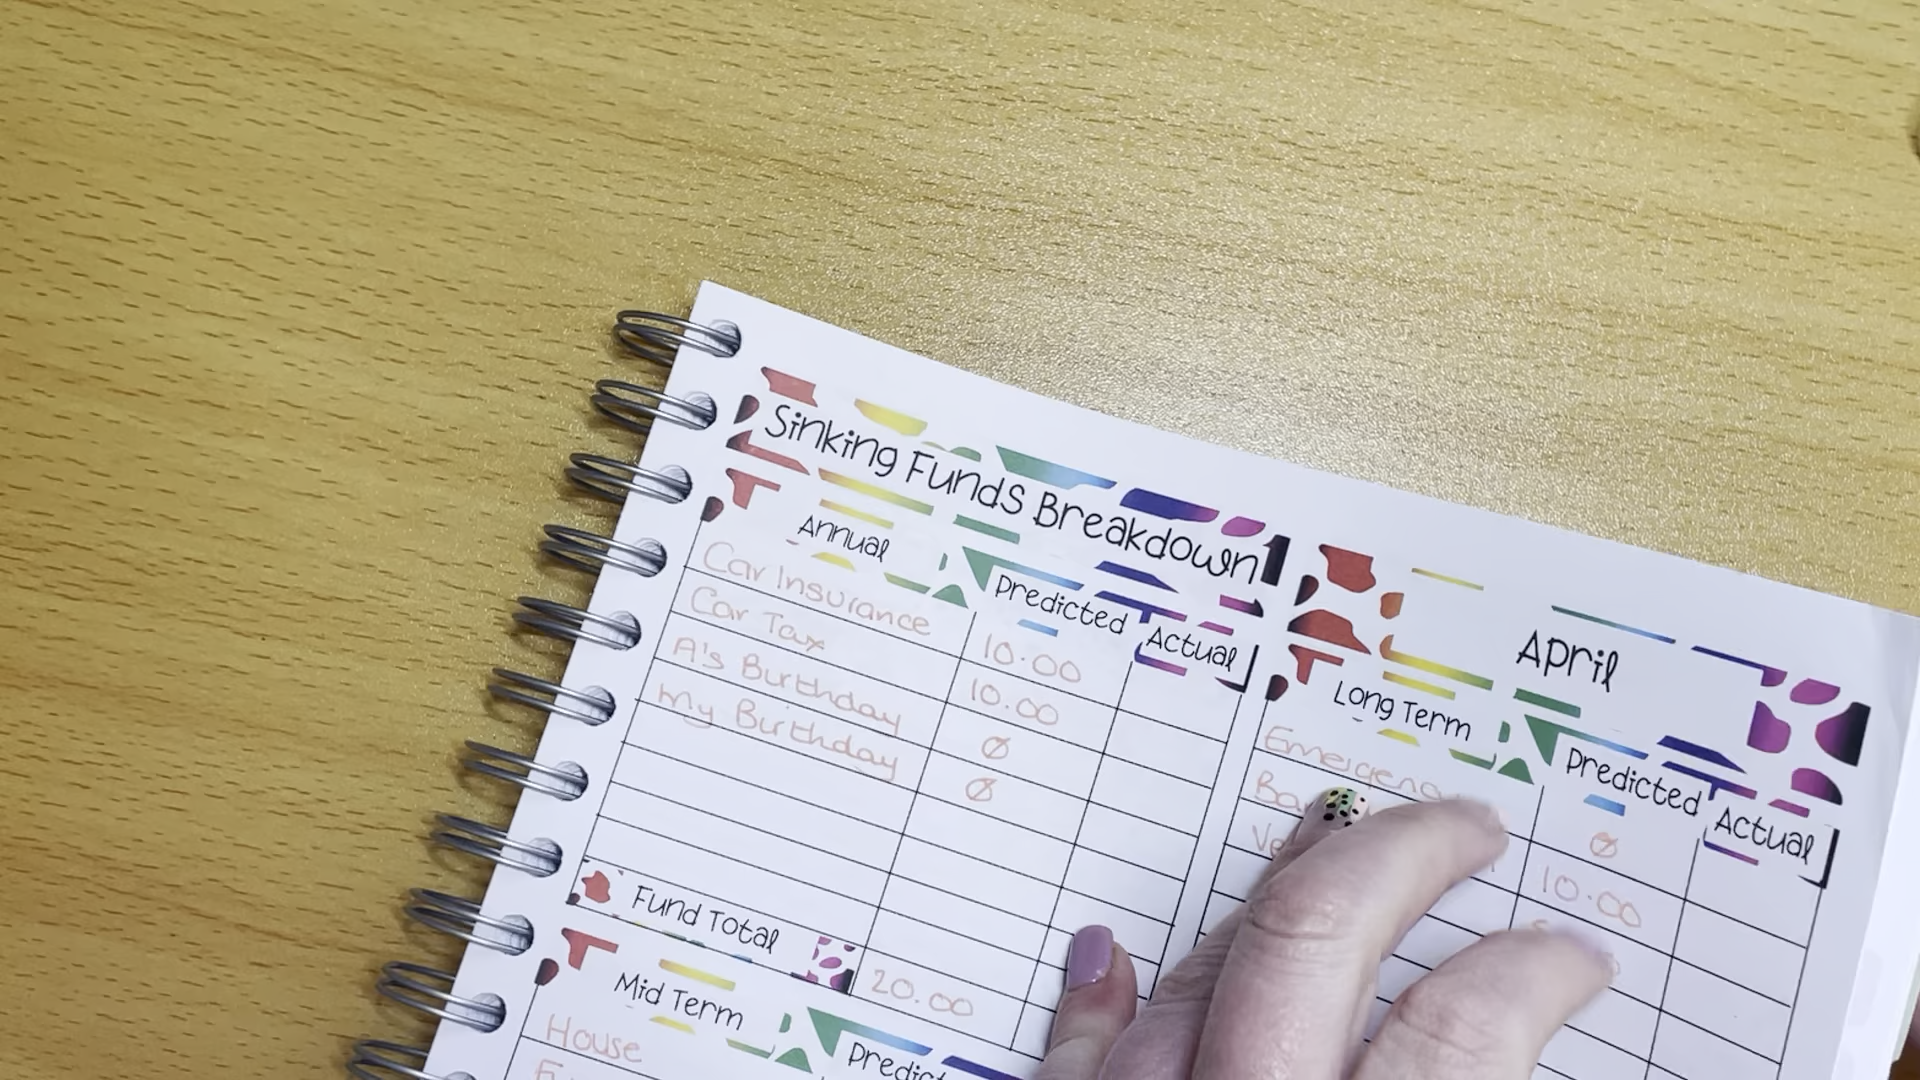 Sinking Funds Breakdown
April
Annual Predicted Actual
Car Insurance 10.00
Car Tax 10.00
A's Birthday Ø
My Birthday Ø
Fund Total 20.00
Long Term Predicted Actual
Ø
10.00
Mid Term
House